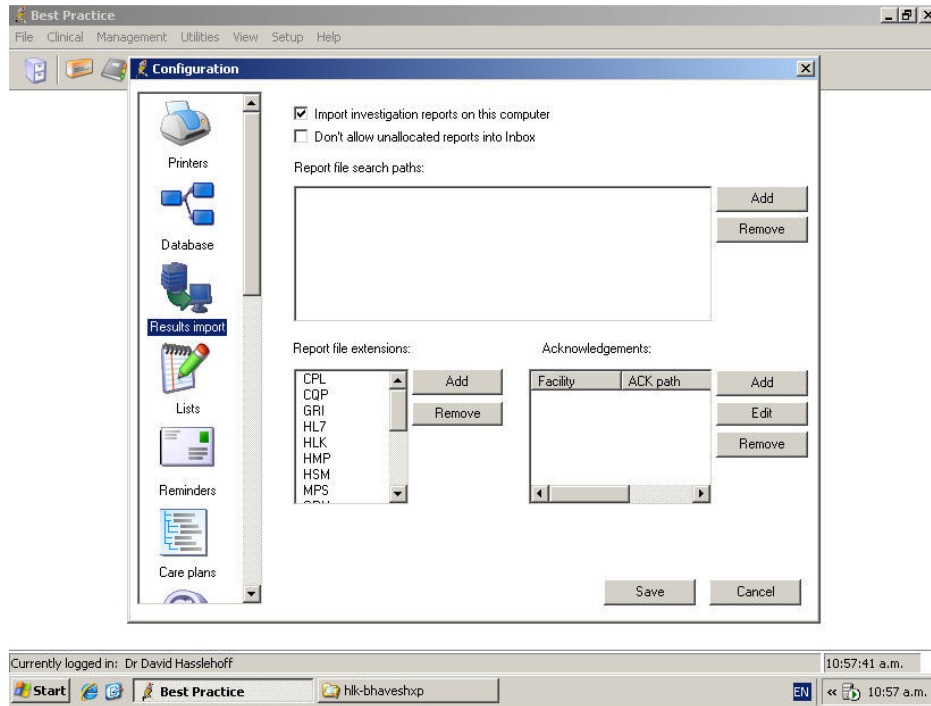 Best Practice
File Clinical Management Utilities View Setup Help
Configuration
Printers
Database
Results import
Lists
Reminders
Care plans
Import investigation reports on this computer
Don't allow unallocated reports into Inbox
Report file search paths:
Add
Remove
Report file extensions:
CPL
CQP
GRI
HL7
HLK
HMP
HSM
MPS
Add
Remove
Acknowledgements:
Facility ACK path
Add
Edit
Remove
Save Cancel
Currently logged in: Dr David Hasslehoff 10:57:41 a.m.
Start Best Practice hlk-bhaveshxp EN « 10:57 a.m.